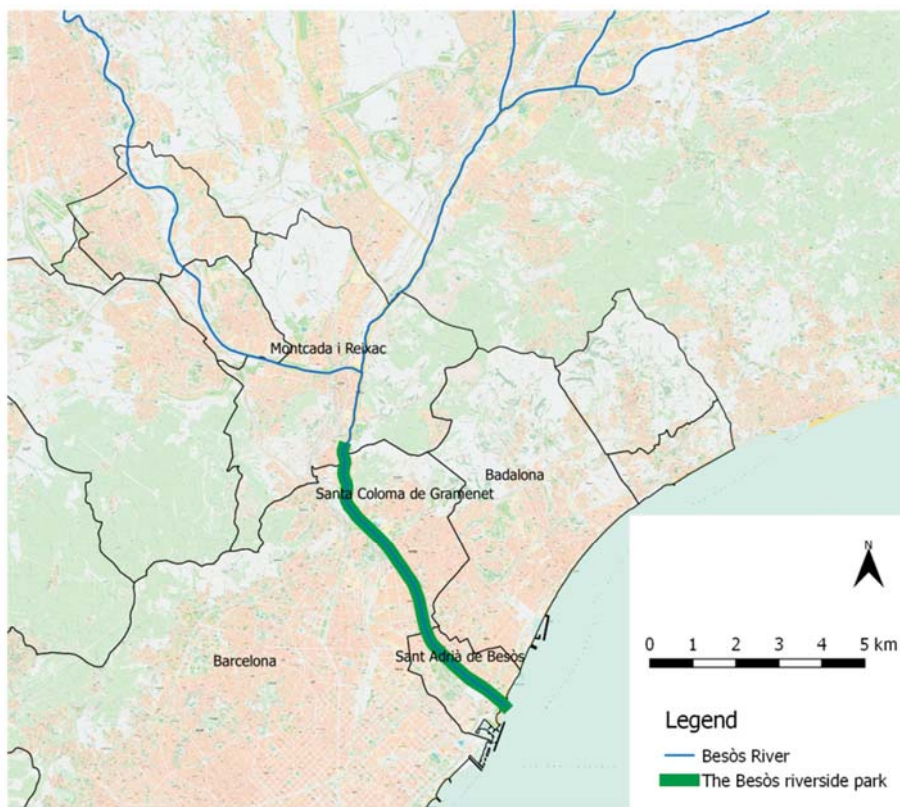 Montcada i Reixac
Badalona
Santa Coloma de Gramenet
Sant Adrià de Besòs
Barcelona
N
0 1 2 3 4 5 km
Legend
Besòs River
The Besòs riverside park